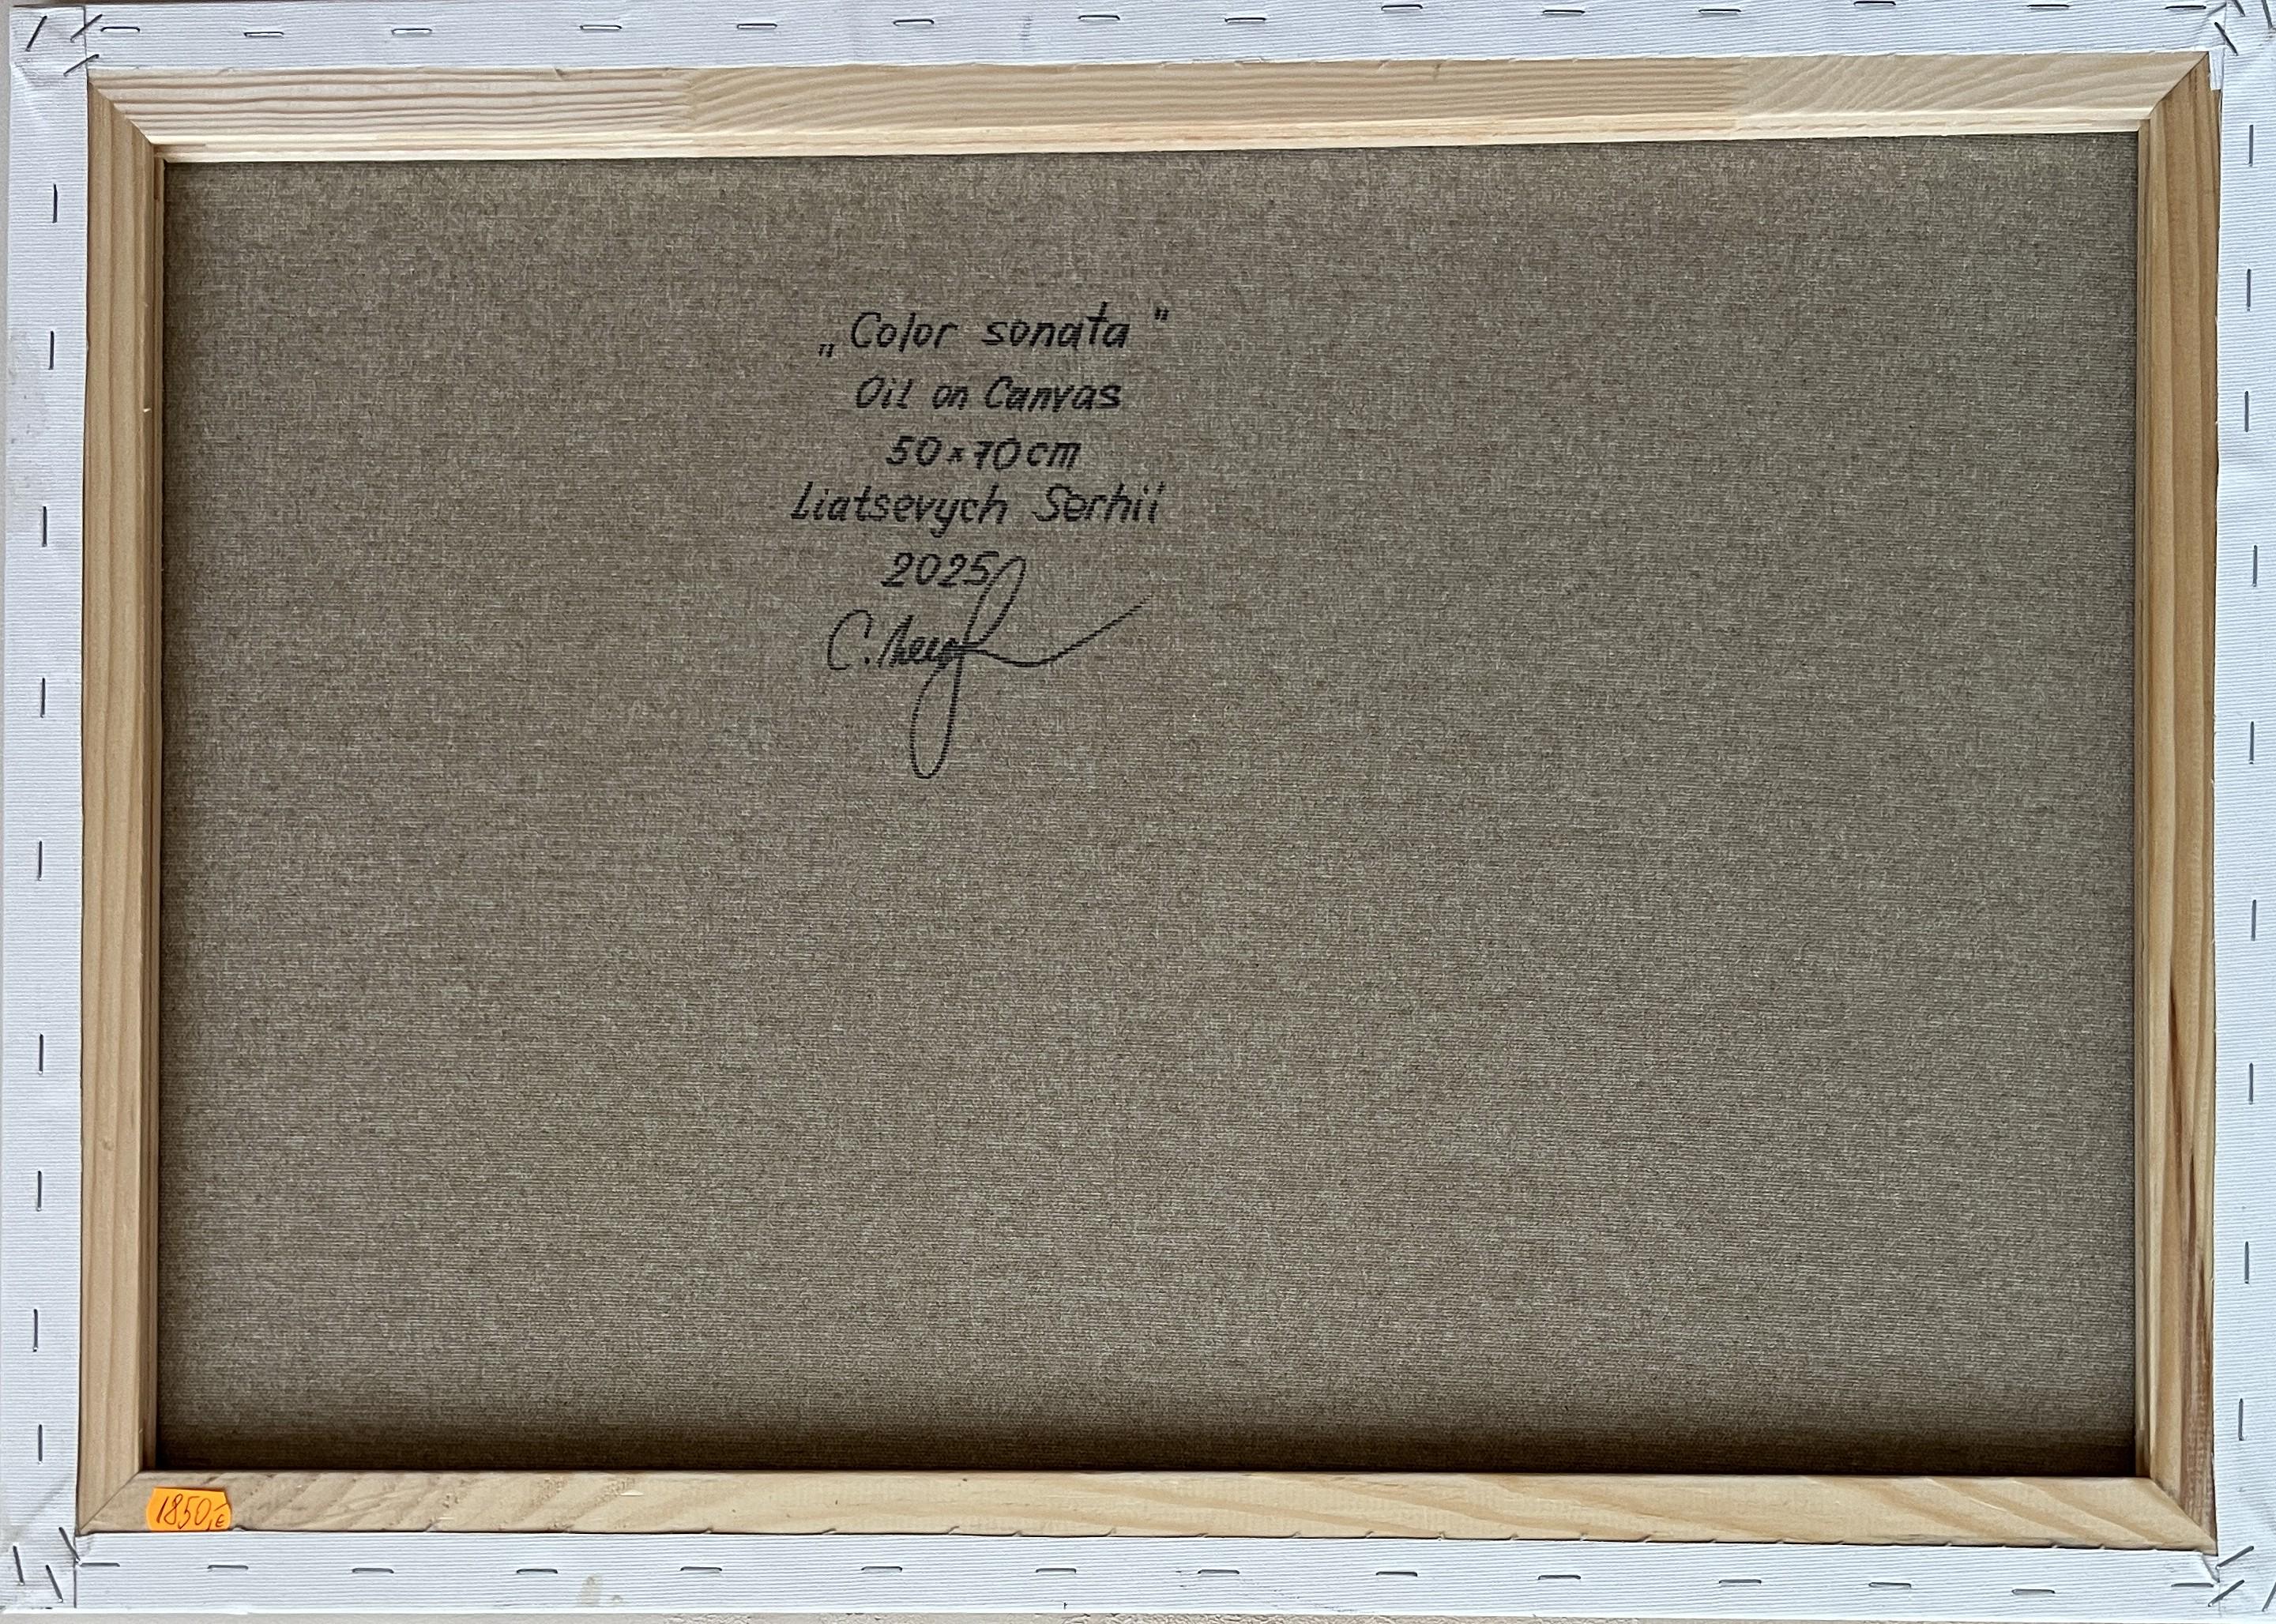 „Color sonata"
Oil on Canvas
50×70cm
Liatsevych Serhii
2025
1850,- €